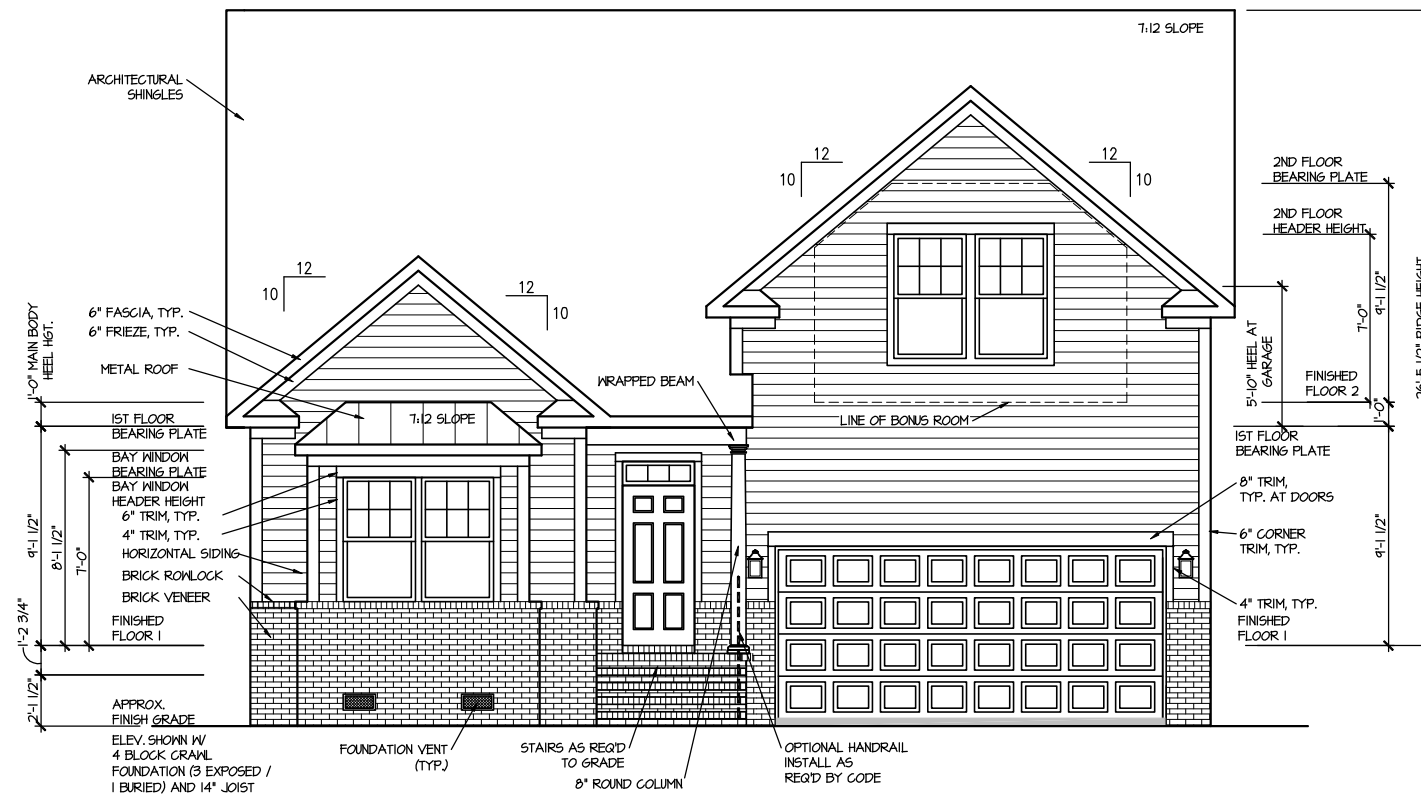 7:12 SLOPE
ARCHITECTURAL
SHINGLES
12
10
12
10
2ND FLOOR
BEARING PLATE
2ND FLOOR
HEADER HEIGHT
9'-1 1/2"
7'-0"
26'-5 1/2" RIDGE HEIGHT
12
10
12
10
6" FASCIA, TYP.
6" FRIEZE, TYP.
1'-0" MAIN BODY
HEEL HGT.
METAL ROOF
WRAPPED BEAM
5'-10" HEEL AT
GARAGE
FINISHED
FLOOR 2
1'-0"
7:12 SLOPE
LINE OF BONUS ROOM
1ST FLOOR
BEARING PLATE
1ST FLOOR
BEARING PLATE
BAY WINDOW
BEARING PLATE
BAY WINDOW
HEADER HEIGHT
6" TRIM, TYP.
4" TRIM, TYP.
HORIZONTAL SIDING
BRICK ROWLOCK
BRICK VENEER
FINISHED
FLOOR 1
9'-1 1/2"
8'-1 1/2"
7'-0"
1'-2 3/4"
2'-1 1/2"
8" TRIM,
TYP. AT DOORS
6" CORNER
TRIM, TYP.
9'-1 1/2"
4" TRIM, TYP.
FINISHED
FLOOR 1
APPROX.
FINISH GRADE
ELEV. SHOWN W/
4 BLOCK CRAWL
FOUNDATION (3 EXPOSED /
1 BURIED) AND 14" JOIST
FOUNDATION VENT
(TYP.)
STAIRS AS REQ'D
TO GRADE
8" ROUND COLUMN
OPTIONAL HANDRAIL
INSTALL AS
REQ'D BY CODE